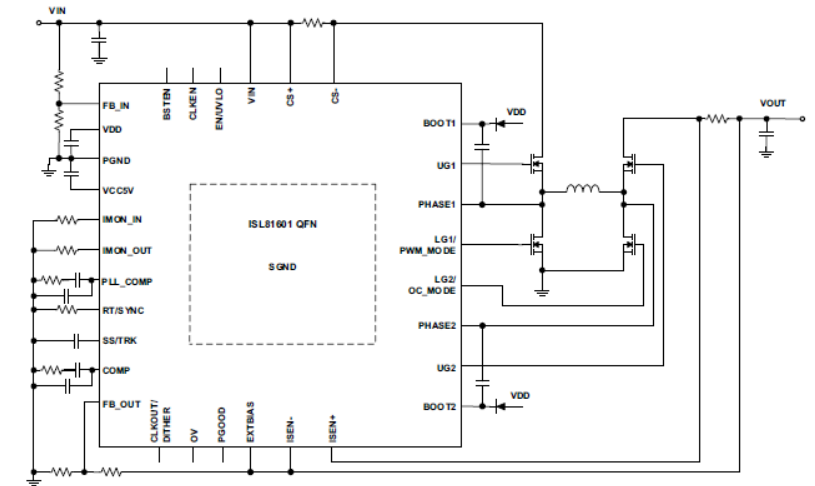 VIN
BSTEN
CLKEN
EN/UVLO
VIN
CS+
CS-
FB_IN
VDD
PGND
VCC5V
IMON_IN
IMON_OUT
PLL_COMP
RT/SYNC
SS/TRK
COMP
FB_OUT
ISL81601 QFN
SGND
BOOT1
VDD
UG1
PHASE1
LG1/
PWM_MODE
LG2/
OC_MODE
PHASE2
UG2
BOOT2
VDD
VOUT
CLKOUT/
DITHER
OV
PGOOD
EXTBIAS
ISEN-
ISEN+